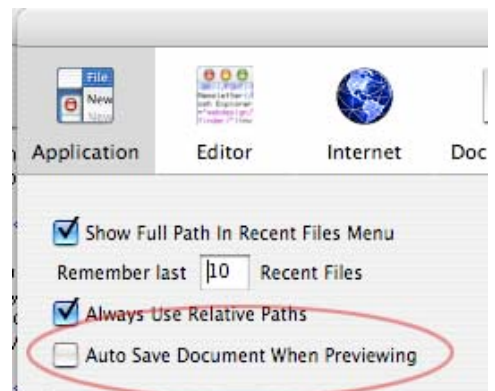 File
New
New
Application Editor Internet Doc
Show Full Path In Recent Files Menu
Remember last 10 Recent Files
Always Use Relative Paths
Auto Save Document When Previewing